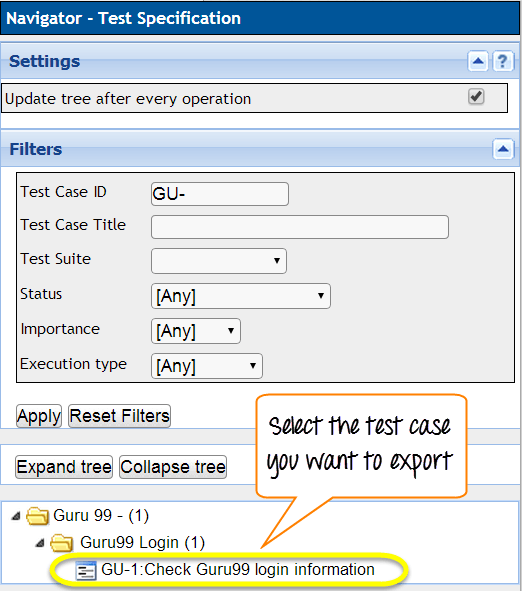 Navigator - Test Specification
Settings
?
Update tree after every operation
Filters
Test Case ID GU-
Test Case Title
Test Suite
Status [Any]
Importance [Any]
Execution type [Any]
Apply Reset Filters
Select the test case
you want to export
Expand tree Collapse tree
Guru 99 - (1)
Guru99 Login (1)
GU-1:Check Guru99 login information